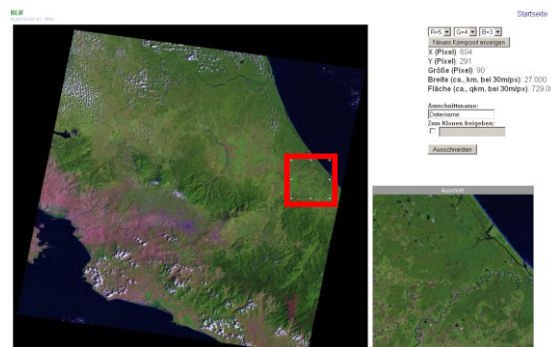 BLIF
Startseite
R=5 G=4 B=3
Neues Komposit erzeigen
X (Pixel): 604
Y (Pixel): 291
Größe (Pixel): 90
Breite (ca., km, bei 30m/px): 27.000
Fläche (ca., qkm, bei 30m/px): 729.00
Ausschnittsname:
Dateiname
Zum Klonen freigeben:
Ausschneiden
Ausschnitt